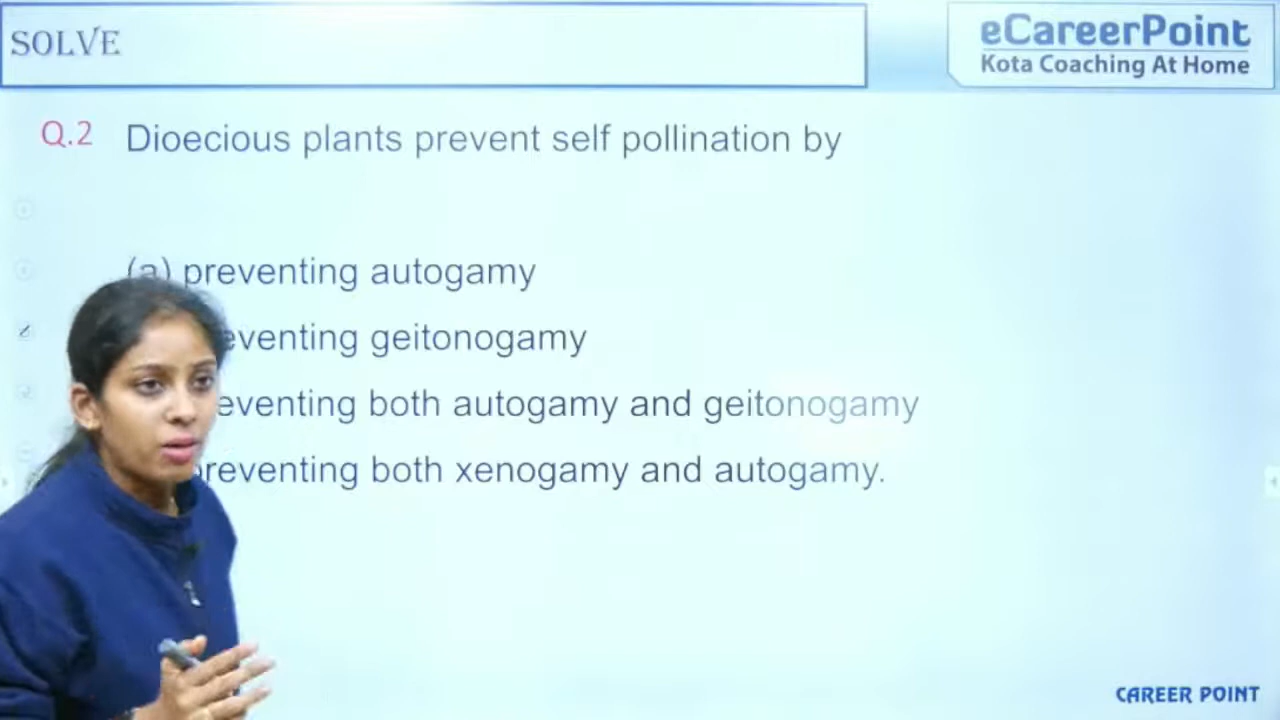 SOLVE
eCareerPoint
Kota Coaching At Home
Q.2 Dioecious plants prevent self pollination by
(a) preventing autogamy
eventing geitonogamy
eventing both autogamy and geitonogamy
preventing both xenogamy and autogamy.
CAREER POINT